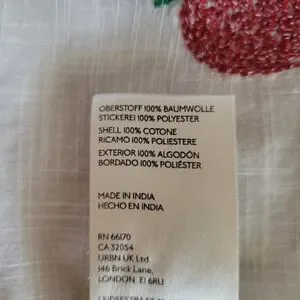 OBERSTOFF 100% BAUMWOLLE
STICKEREI 100% POLYESTER
SHELL 100% COTONE
RICAMO 100% POLIESTERE
EXTERIOR 100% ALGODÓN
BORDADO 100% POLIÉSTER
MADE IN INDIA
HECHO EN INDIA
RN 66170
CA 32054
URBN UK Ltd
146 Brick Lane,
LONDON. E1 6RU